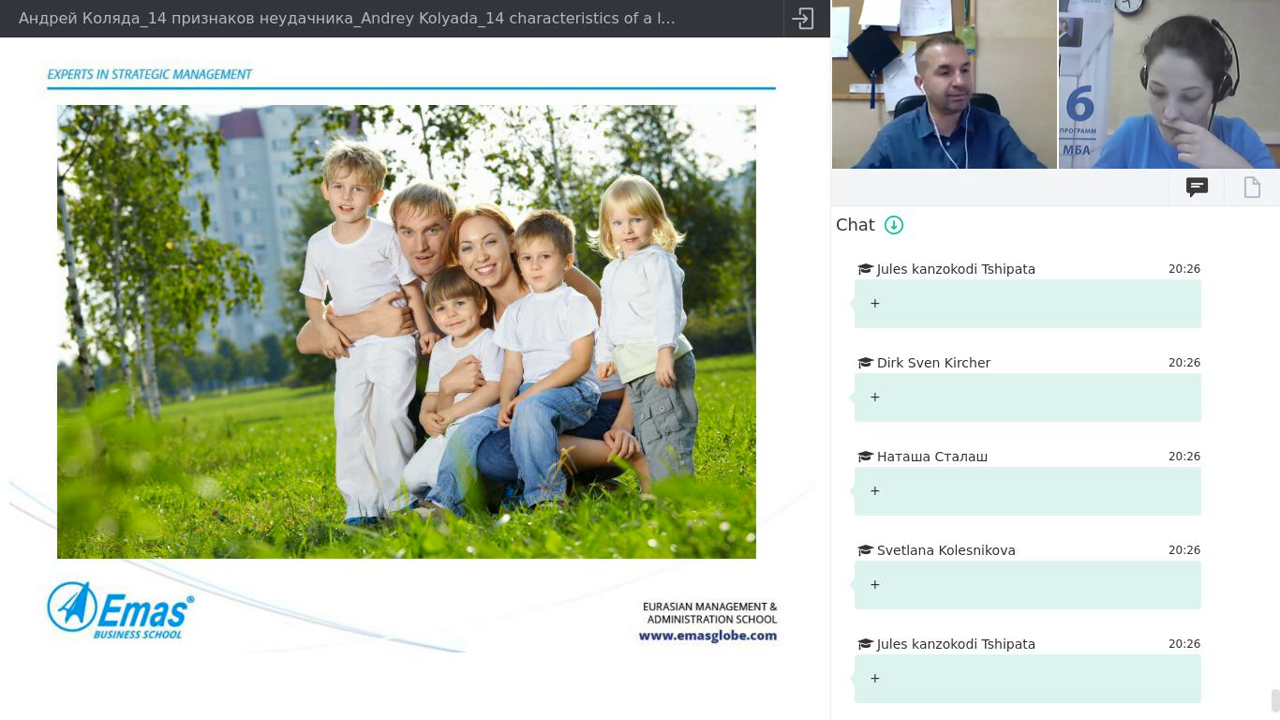 Андрей Коляда_14 признаков неудачника_Andrey Kolyada_14 characteristics of a l...
EXPERTS IN STRATEGIC MANAGEMENT
Emas®
BUSINESS SCHOOL
EURASIAN MANAGEMENT &
ADMINISTRATION SCHOOL
www.emasglobe.com
6
ПРОГРАММ
МБА
Chat
Jules kanzokodi Tshipata 20:26
+
Dirk Sven Kircher 20:26
+
Наташа Сталаш 20:26
+
Svetlana Kolesnikova 20:26
+
Jules kanzokodi Tshipata 20:26
+